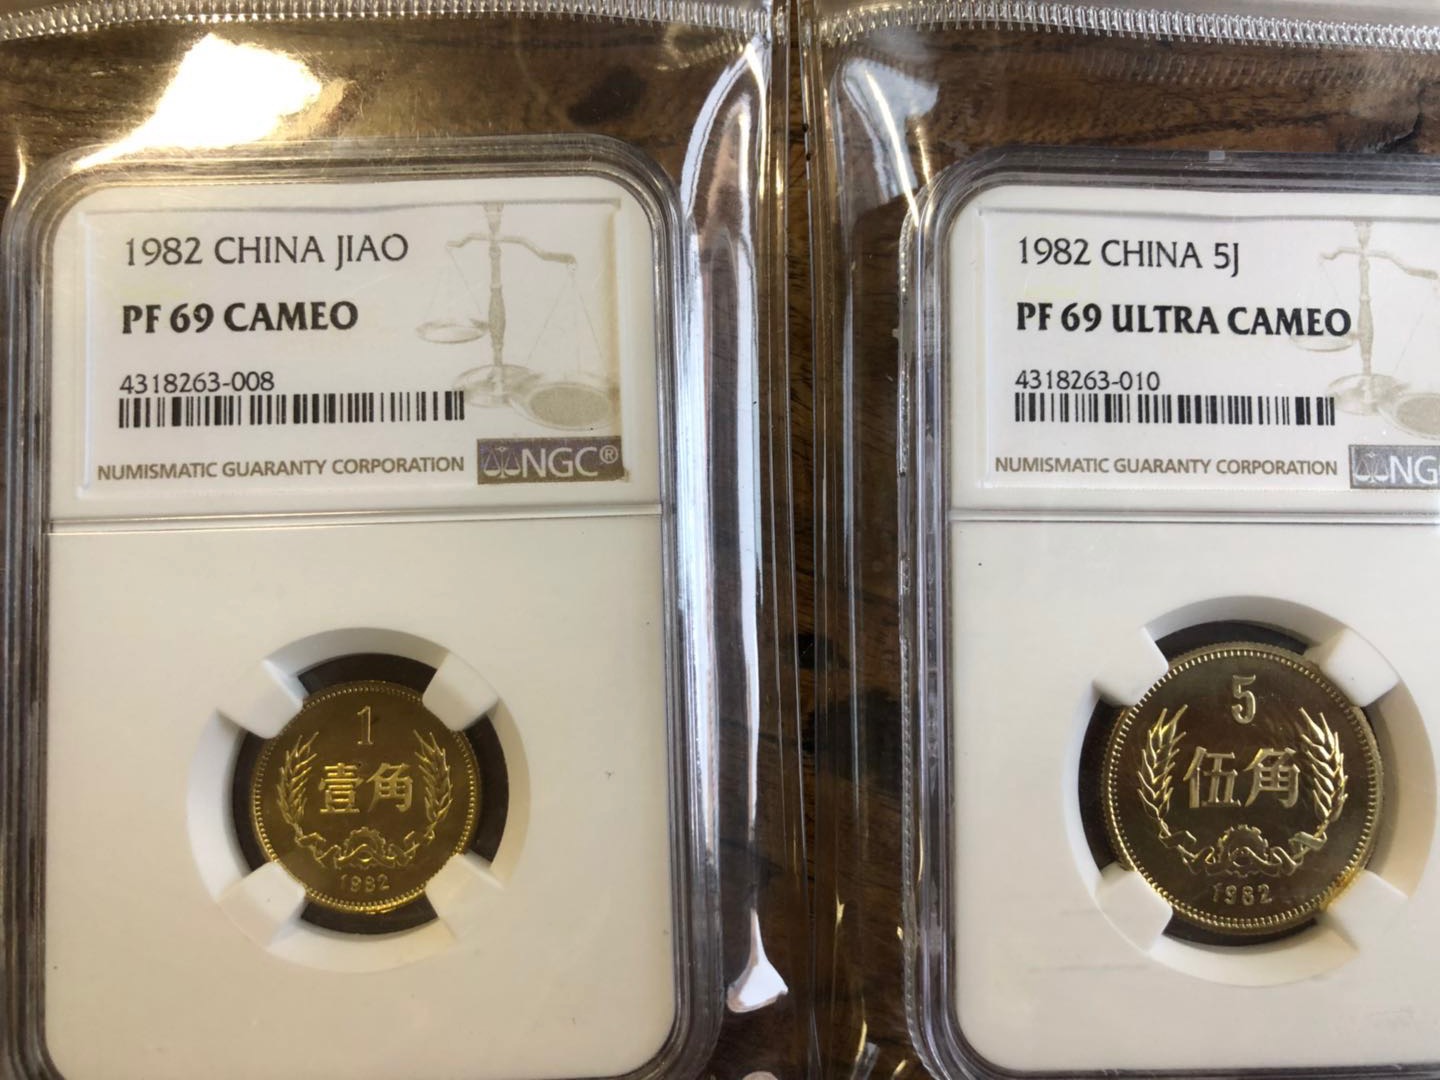 1982 CHINA JIAO
PF 69 CAMEO
4318263-008
NUMISMATIC GUARANTY CORPORATION
NGC®
1
壹角
1982
1982 CHINA 5J
PF 69 ULTRA CAMEO
4318263-010
NUMISMATIC GUARANTY CORPORATION
NG
5
伍角
1982